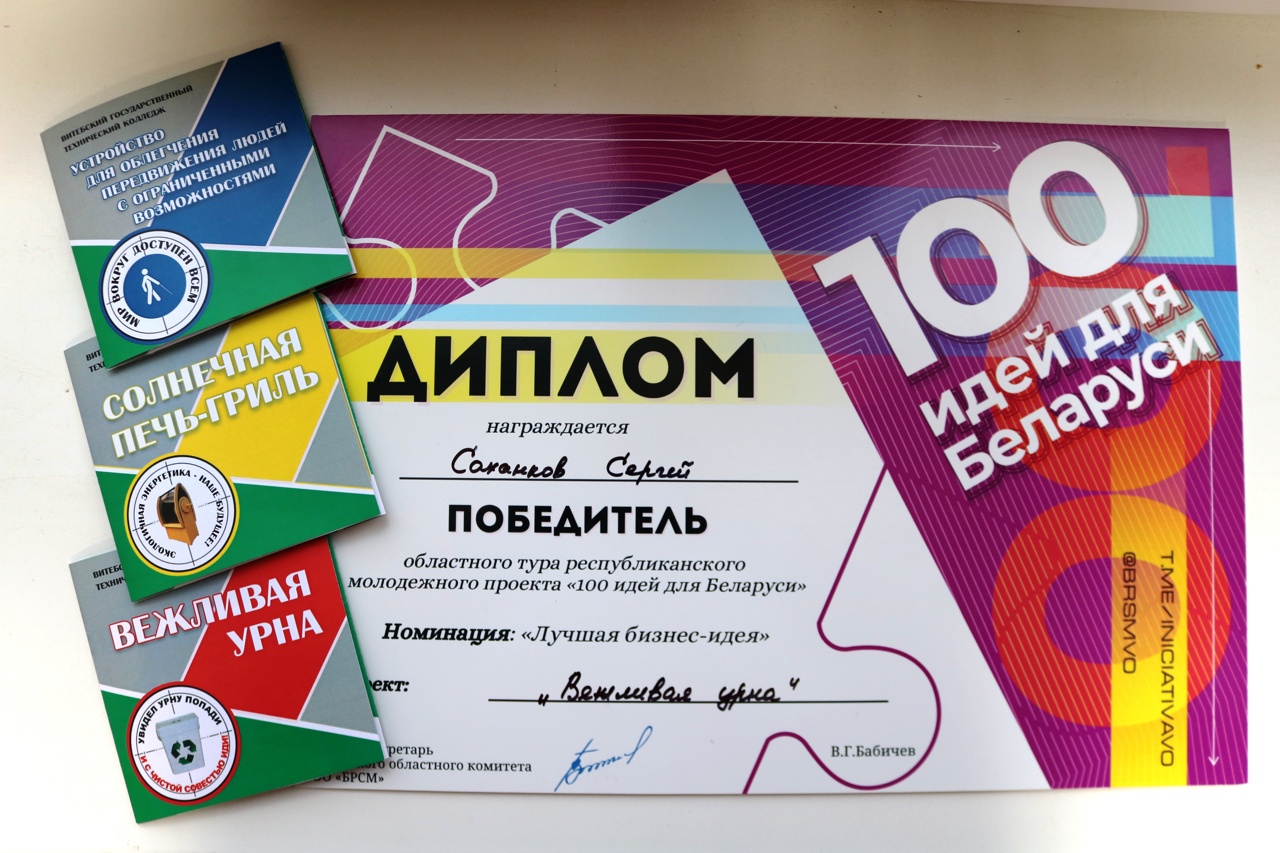 ВИТЕБСКИЙ ГОСУДАРСТВЕННЫЙ
ТЕХНИЧЕСКИЙ КОЛЛЕДЖ
УСТРОЙСТВО
ДЛЯ ОБЛЕГЧЕНИЯ
ПЕРЕДВИЖЕНИЯ ЛЮДЕЙ
С ОГРАНИЧЕННЫМИ
ВОЗМОЖНОСТЯМИ
МИР ВОКРУГ ДОСТУПЕН ВСЕМ
СОЛНЕЧНАЯ
ПЕЧЬ-ГРИЛЬ
ЭКОЛОГИЧНАЯ ЭНЕРГЕТИКА - НАШЕ БУДУЩЕЕ!
ВЕЖЛИВАЯ
УРНА
УВИДЕЛ УРНУ ПОПАДИ
И С ЧИСТОЙ СОВЕСТЬЮ ИДИ!
ДИПЛОМ
награждается
Сергей
ПОБЕДИТЕЛЬ
областного тура республиканского
молодежного проекта «100 идей для Беларуси»
Номинация: «Лучшая бизнес-идея»
"Вежливая урна"
областного комитета
«БРСМ»
В.Г.Бабичев
100
идей для
Беларуси
T.ME/INICIATIVAVO
@BRSMVO